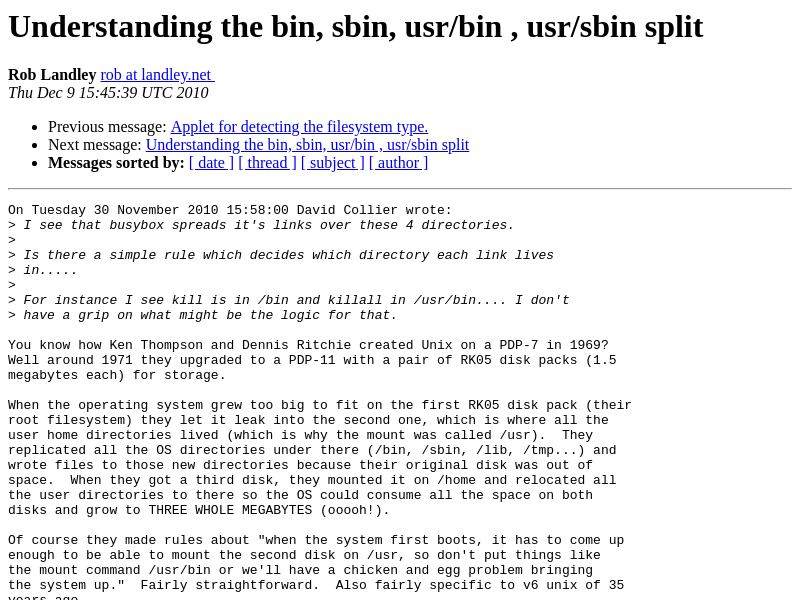 Understanding the bin, sbin, usr/bin , usr/sbin split
Rob Landley rob at landley.net
Thu Dec 9 15:45:39 UTC 2010
Previous message: Applet for detecting the filesystem type.
Next message: Understanding the bin, sbin, usr/bin , usr/sbin split
Messages sorted by: [ date ] [ thread ] [ subject ] [ author ]
On Tuesday 30 November 2010 15:58:00 David Collier wrote:
> I see that busybox spreads it's links over these 4 directories.
>
> Is there a simple rule which decides which directory each link lives
> in.....
>
> For instance I see kill is in /bin and killall in /usr/bin.... I don't
> have a grip on what might be the logic for that.
You know how Ken Thompson and Dennis Ritchie created Unix on a PDP-7 in 1969?
Well around 1971 they upgraded to a PDP-11 with a pair of RK05 disk packs (1.5
megabytes each) for storage.
When the operating system grew too big to fit on the first RK05 disk pack (their
root filesystem) they let it leak into the second one, which is where all the
user home directories lived (which is why the mount was called /usr).  They
replicated all the OS directories under there (/bin, /sbin, /lib, /tmp...) and
wrote files to those new directories because their original disk was out of
space.  When they got a third disk, they mounted it on /home and relocated all
the user directories to there so the OS could consume all the space on both
disks and grow to THREE WHOLE MEGABYTES (ooooh!).
Of course they made rules about "when the system first boots, it has to come up
enough to be able to mount the second disk on /usr, so don't put things like
the mount command /usr/bin or we'll have a chicken and egg problem bringing
the system up."  Fairly straightforward.  Also fairly specific to v6 unix of 35
years ago.